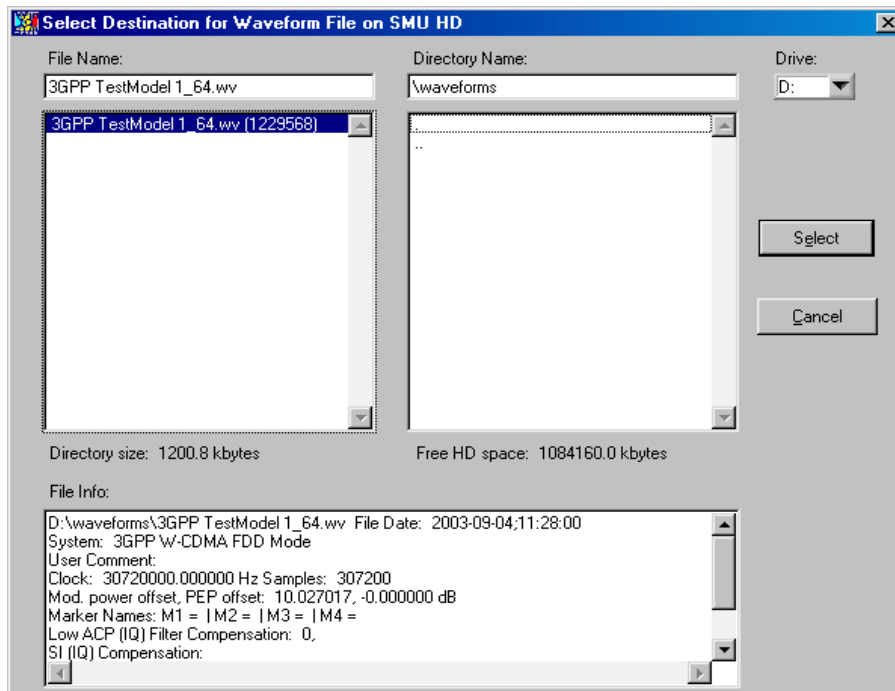 Select Destination for Waveform File on SMU HD
File Name:
Directory Name:
Drive:
3GPP TestModel 1_64.wv
\waveforms
D:
3GPP TestModel 1_64.wv (1229568)
.
..
Select
Cancel
Directory size: 1200.8 kbytes
Free HD space: 1084160.0 kbytes
File Info:
D:\waveforms\3GPP TestModel 1_64.wv File Date: 2003-09-04;11:28:00
System: 3GPP W-CDMA FDD Mode
User Comment:
Clock: 30720000.000000 Hz Samples: 307200
Mod. power offset, PEP offset: 10.027017, -0.000000 dB
Marker Names: M1 = | M2 = | M3 = | M4 =
Low ACP (IQ) Filter Compensation: 0,
SI (IQ) Compensation: